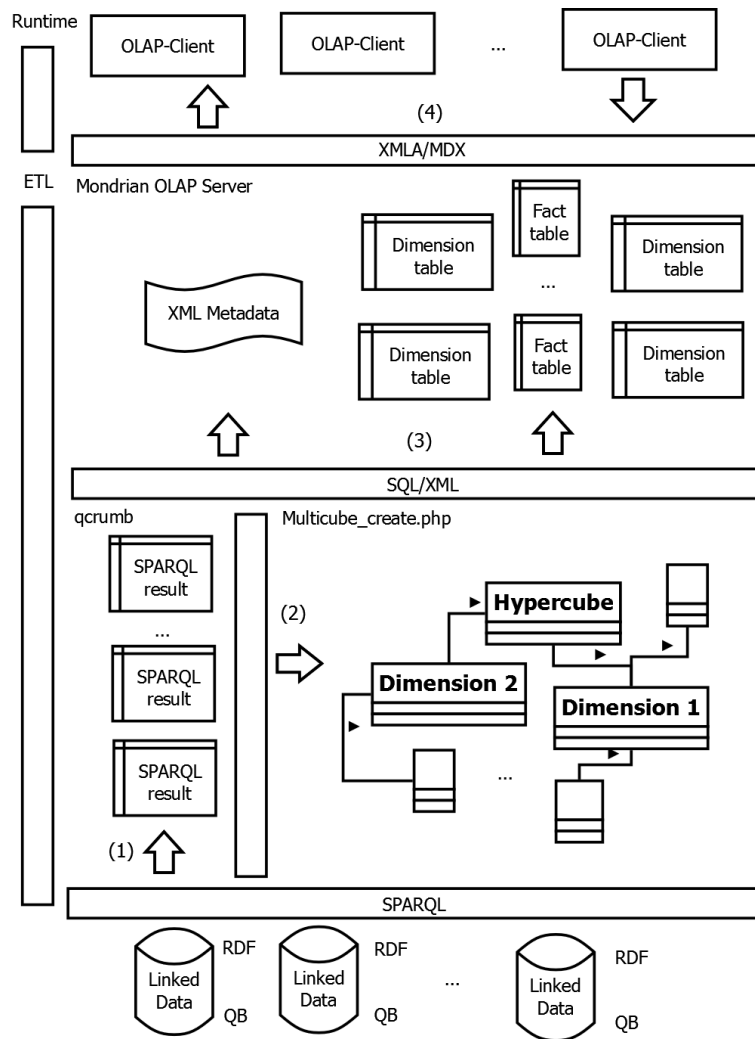 Runtime
OLAP-Client
OLAP-Client
...
OLAP-Client
(4)
XMLA/MDX
ETL
Mondrian OLAP Server
XML Metadata
Dimension
table
Fact
table
...
Dimension
table
Dimension
table
Fact
table
Dimension
table
(3)
SQL/XML
qcrumb
SPARQL
result
...
SPARQL
result
SPARQL
result
(1)
(2)
Multicube_create.php
Hypercube
Dimension 2
Dimension 1
...
SPARQL
Linked
Data
RDF
QB
Linked
Data
RDF
QB
...
Linked
Data
RDF
QB